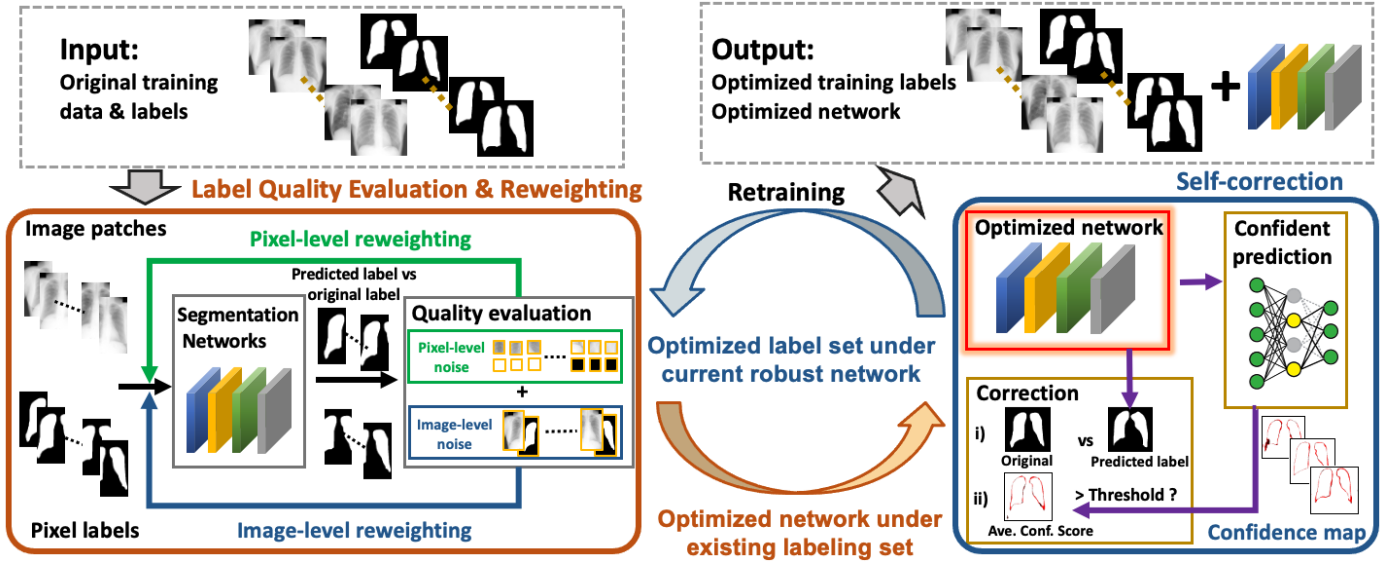 Input:
Original training
data & labels
Output:
Optimized training labels
Optimized network
+
Label Quality Evaluation & Reweighting
Image patches
Pixel-level reweighting
Predicted label vs
original label
Segmentation
Networks
Quality evaluation
Pixel-level
noise
+
Image-level
noise
Pixel labels
Image-level reweighting
Retraining
Optimized label set under
current robust network
Optimized network under
existing labeling set
Self-correction
Optimized network
Confident
prediction
Correction
i)
vs
Original
Predicted label
ii)
> Threshold ?
Ave. Conf. Score
Confidence map